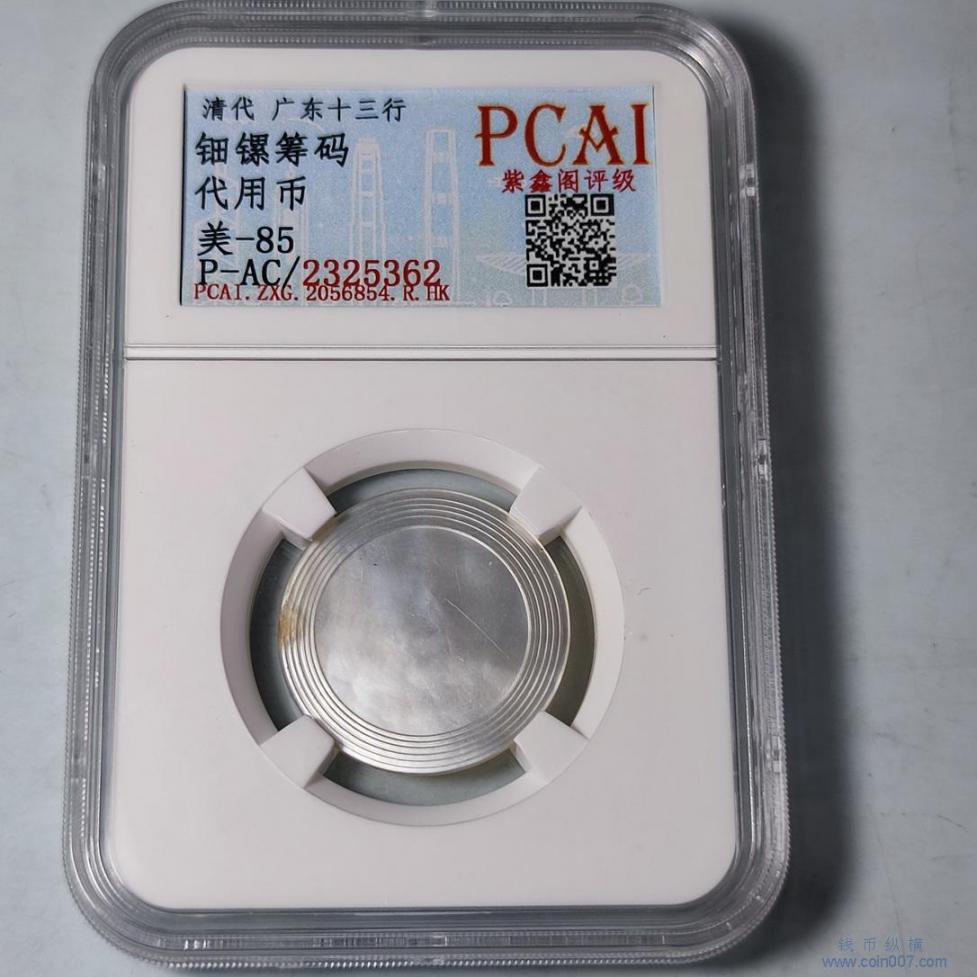 清代 广东十三行
钿镙筹码
代用币
美-85
P-AC/2325362
PCAI.ZXG.2056854.R.HK
PCAI
紫鑫阁评级
钱币纵横
www.coin007.com